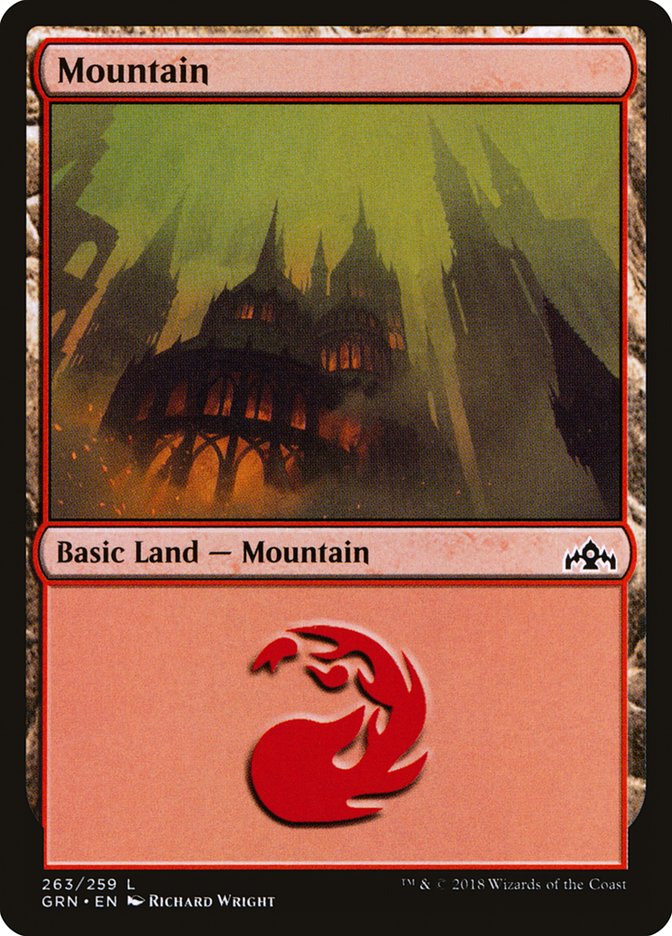 Mountain
Basic Land — Mountain
263/259 L
GRN • EN Richard Wright
™ & © 2018 Wizards of the Coast